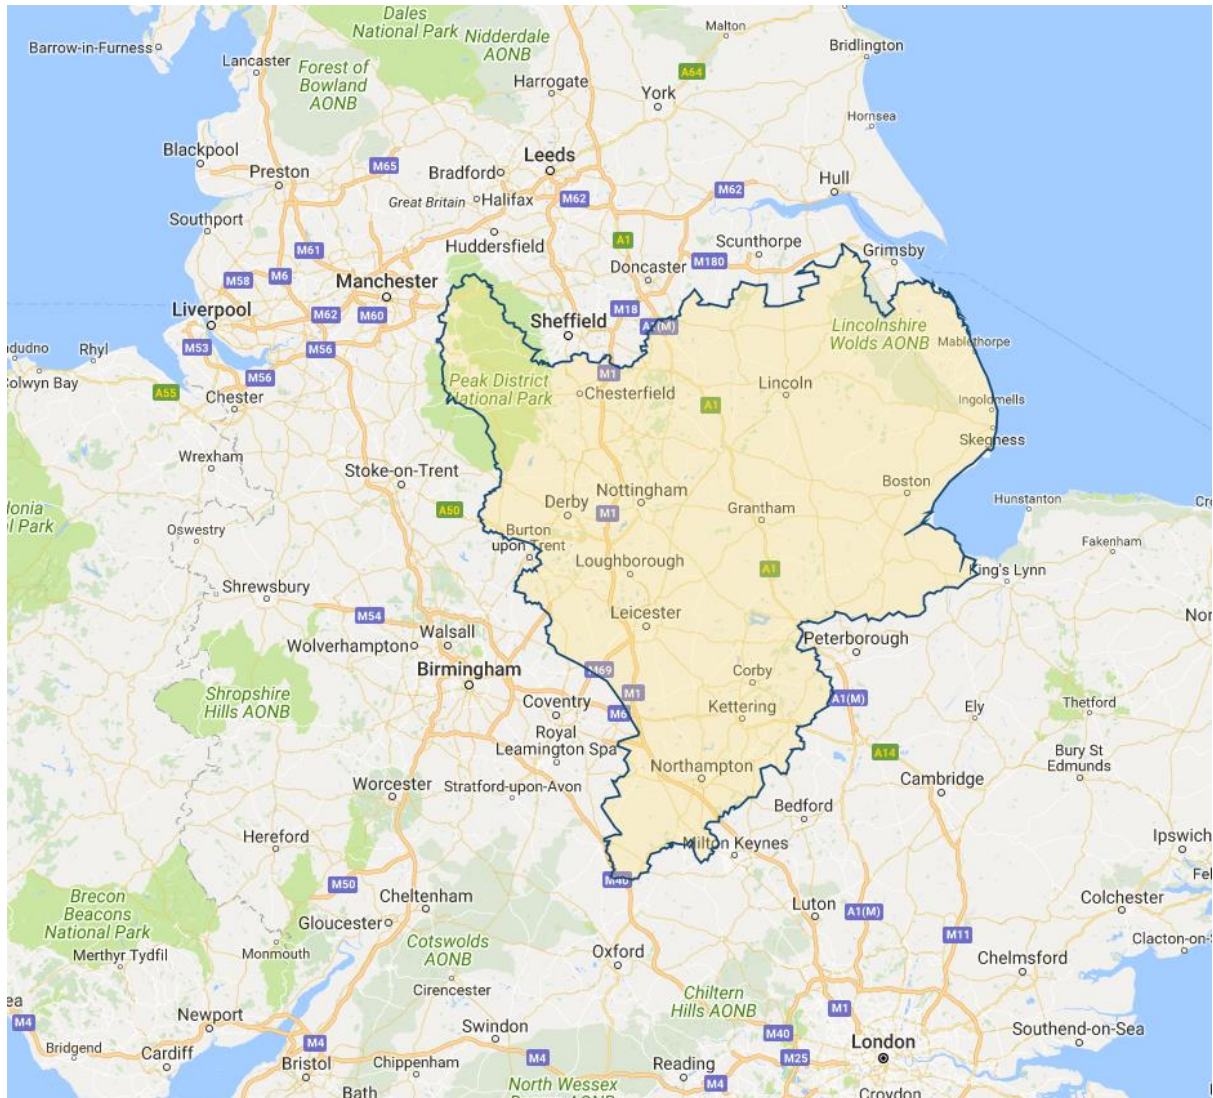 Dales
National Park
Nidderdale
AONB
Malton
Barrow-in-Furness
Lancaster
Bridlington
Forest of
Bowland
AONB
Harrogate
A64
York
Hornsea
Blackpool
Preston
M65
Bradford
Leeds
M62
Hull
Great Britain
Halifax
M62
Southport
Huddersfield
A1
Scunthorpe
Grimsby
M61
M180
M58
M6
Manchester
Doncaster
Liverpool
M62
M60
M18
Sheffield
A1(M)
Lincolnshire
Wolds AONB
Mablethorpe
Rhyl
M53
M56
M56
M1
Peak District
National Park
Chesterfield
Lincoln
Colwyn Bay
A55
Chester
A1
Ingoldmells
Skegness
Wrexham
Stoke-on-Trent
Nottingham
Boston
Hunstanton
A50
Derby
M1
Grantham
Oswestry
Burton
upon Trent
Fakenham
Loughborough
A1
King's Lynn
Shrewsbury
M54
Leicester
Nor
Wolverhampton
Walsall
Peterborough
Birmingham
M69
Corby
Shropshire
Hills AONB
M1
A1(M)
Thetford
Coventry
M6
Kettering
Ely
Royal
Leamington Spa
A14
Bury St
Edmunds
Worcester
Stratford-upon-Avon
Northampton
Cambridge
Bedford
Hereford
Milton Keynes
Ipswich
M50
M40
Brecon
Beacons
National Park
Cheltenham
Luton
A1(M)
Colchester
Gloucester
M11
Merthyr Tydfil
Monmouth
Cotswolds
AONB
Oxford
Clacton-on-S
Chelmsford
Cirencester
Chiltern
Hills AONB
M4
Newport
Swindon
M1
M40
Southend-on-Sea
Bridgend
Cardiff
M4
Bristol
Chippenham
M4
Reading
M25
London
Bath
North Wessex
M4
Croydon